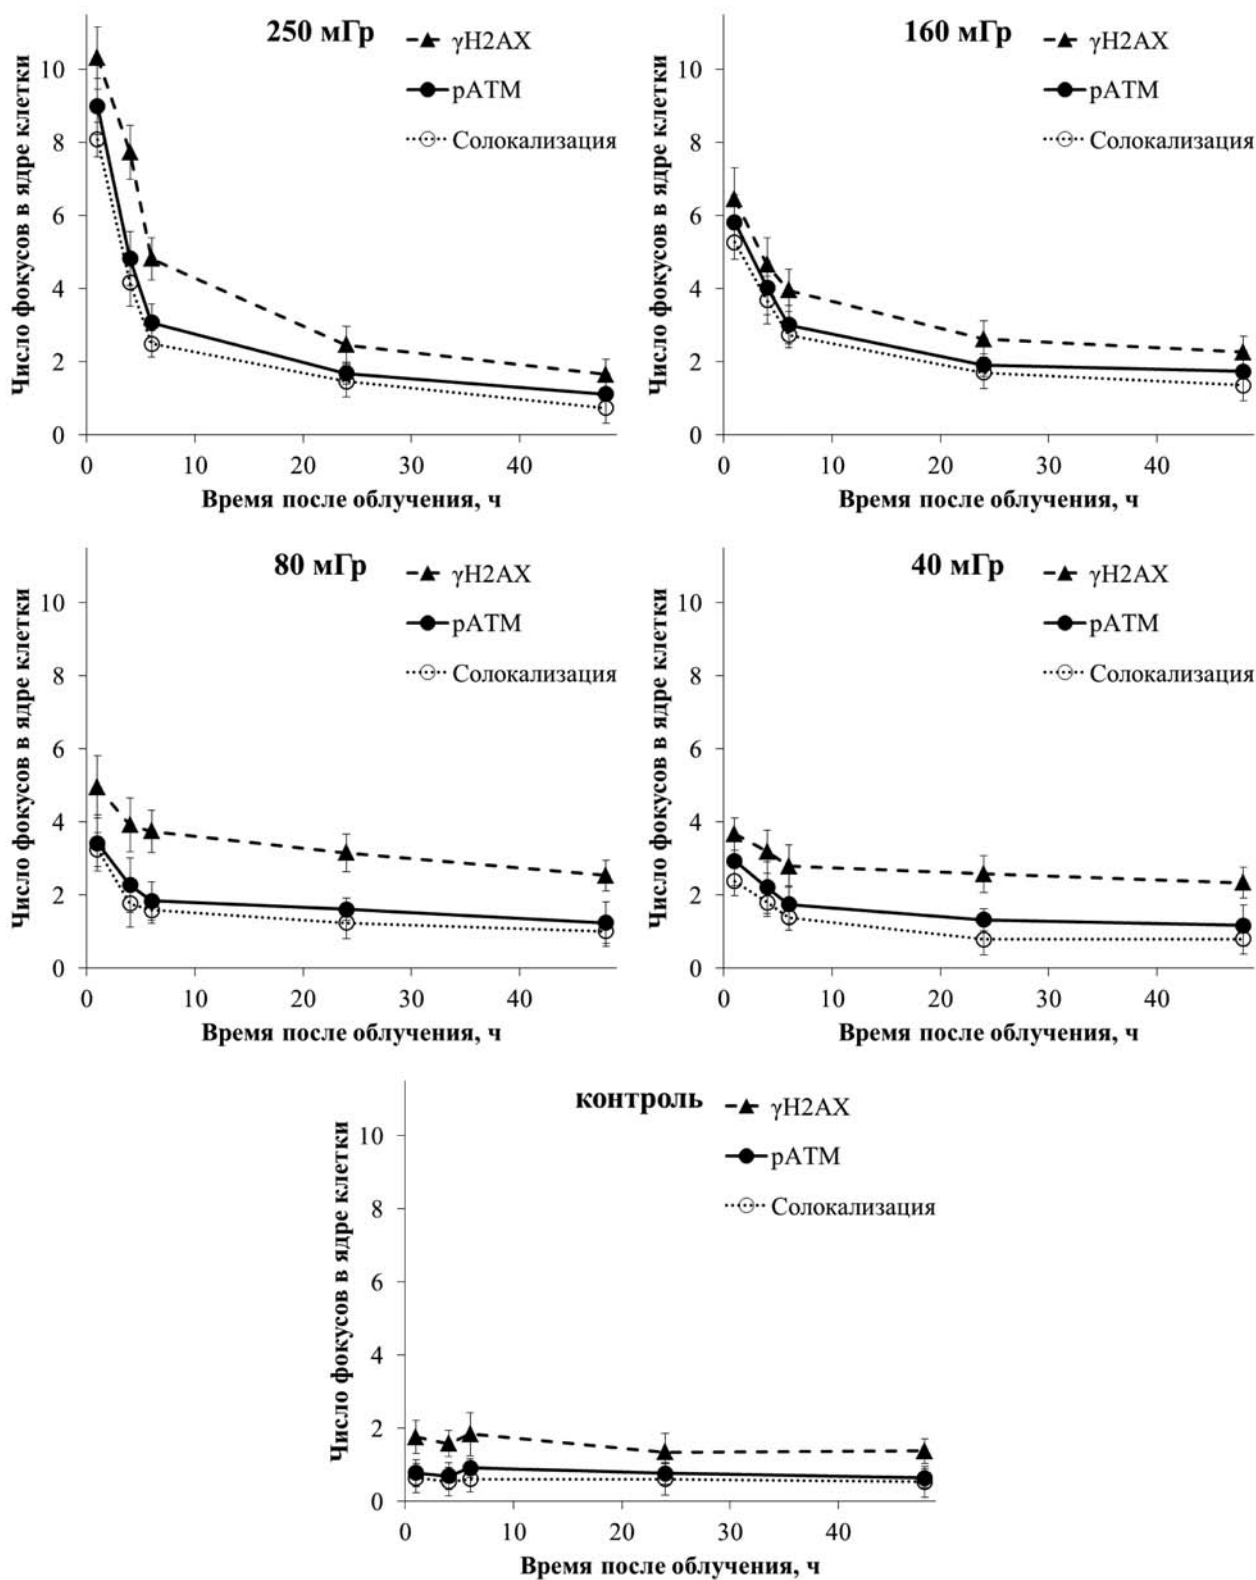 250 мГр
γH2AX
pATM
Солокализация
Число фокусов в ядре клетки
10
8
6
4
2
0
0 10 20 30 40
Время после облучения, ч
160 мГр
γH2AX
pATM
Солокализация
Число фокусов в ядре клетки
10
8
6
4
2
0
0 10 20 30 40
Время после облучения, ч
80 мГр
γH2AX
pATM
Солокализация
Число фокусов в ядре клетки
10
8
6
4
2
0
0 10 20 30 40
Время после облучения, ч
40 мГр
γH2AX
pATM
Солокализация
Число фокусов в ядре клетки
10
8
6
4
2
0
0 10 20 30 40
Время после облучения, ч
контроль
γH2AX
pATM
Солокализация
Число фокусов в ядре клетки
10
8
6
4
2
0
0 10 20 30 40
Время после облучения, ч